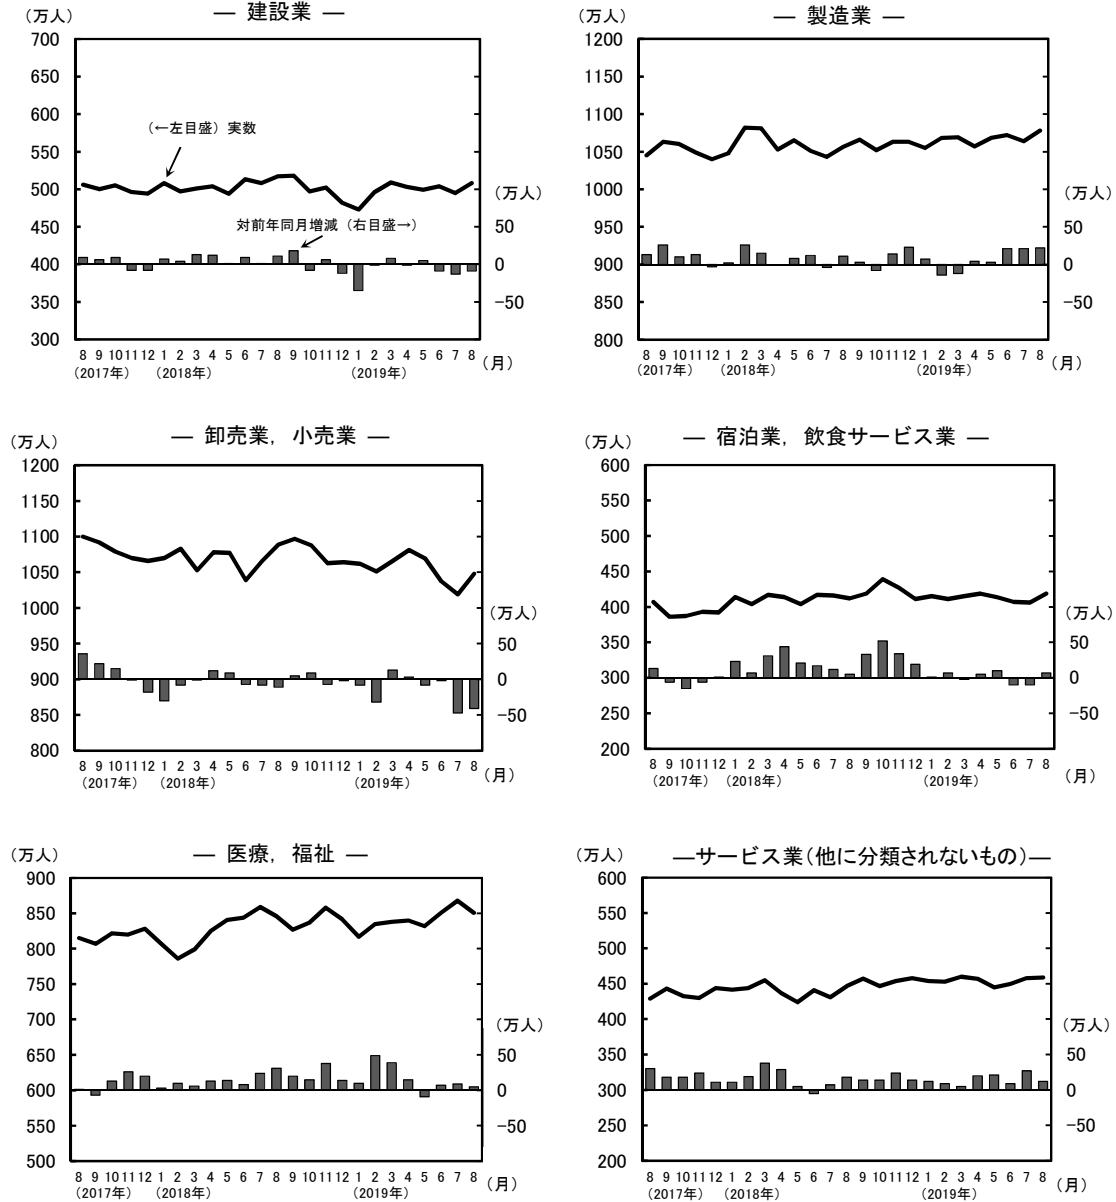 ― 建設業 ―
(万人)
700
650
600
550
500
450
400
350
300
(←左目盛) 実数
対前年同月増減 (右目盛→)
(万人)
50
0
-50
8 9 10 11 12 1 2 3 4 5 6 7 8 9 10 11 12 1 2 3 4 5 6 7 8 (月)
(2017年) (2018年) (2019年)
― 製造業 ―
(万人)
1200
1150
1100
1050
1000
950
900
850
800
(万人)
50
0
-50
8 9 10 11 12 1 2 3 4 5 6 7 8 9 10 11 12 1 2 3 4 5 6 7 8 (月)
(2017年) (2018年) (2019年)
― 卸売業，小売業 ―
(万人)
1200
1150
1100
1050
1000
950
900
850
800
(万人)
50
0
-50
8 9 10 11 12 1 2 3 4 5 6 7 8 9 10 11 12 1 2 3 4 5 6 7 8 (月)
(2017年) (2018年) (2019年)
― 宿泊業，飲食サービス業 ―
(万人)
600
550
500
450
400
350
300
250
200
(万人)
50
0
-50
8 9 10 11 12 1 2 3 4 5 6 7 8 9 10 11 12 1 2 3 4 5 6 7 8 (月)
(2017年) (2018年) (2019年)
― 医療，福祉 ―
(万人)
900
850
800
750
700
650
600
550
500
(万人)
50
0
-50
8 9 10 11 12 1 2 3 4 5 6 7 8 9 10 11 12 1 2 3 4 5 6 7 8 (月)
(2017年) (2018年) (2019年)
―サービス業(他に分類されないもの)―
(万人)
600
550
500
450
400
350
300
250
200
(万人)
50
0
-50
8 9 10 11 12 1 2 3 4 5 6 7 8 9 10 11 12 1 2 3 4 5 6 7 8 (月)
(2017年) (2018年) (2019年)